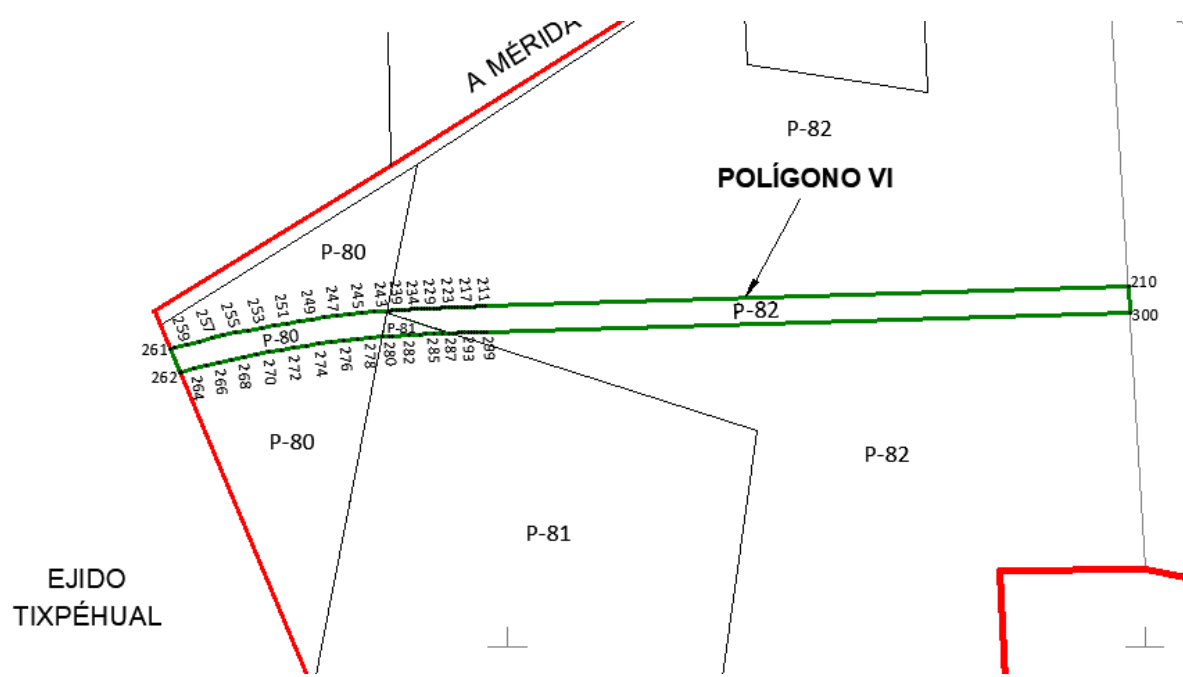 A MÉRIDA
P-82
POLÍGONO VI
P-80
259
257
255
253
251
249
247
245
243
239
234
229
223
217
211
210
261
P-80
P-81
P-82
300
262
264
266
268
270
272
274
276
278
280
282
285
287
293
289
P-80
P-82
P-81
EJIDO
TIXPÉHUAL